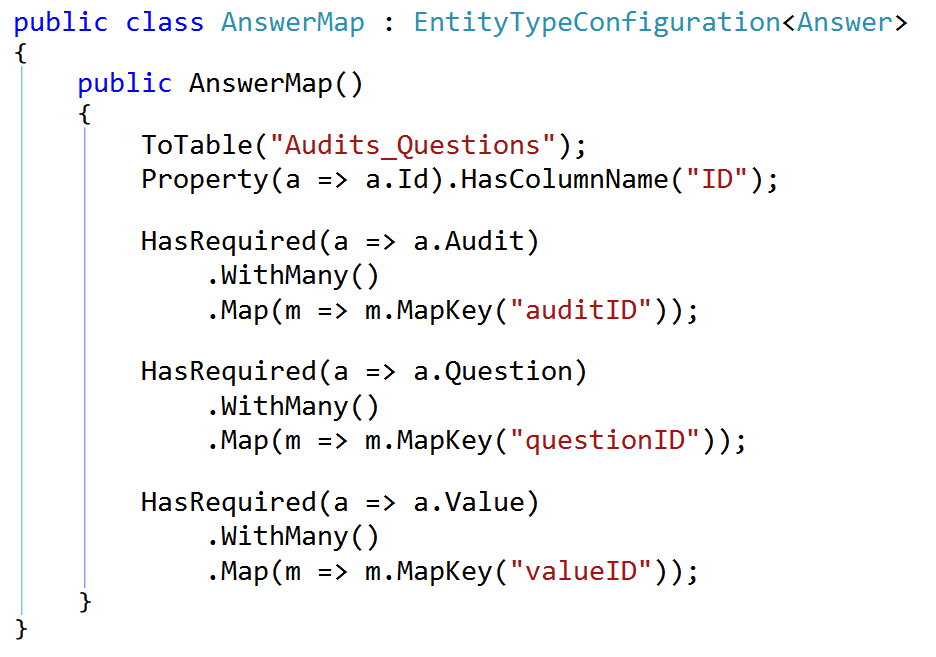 public class AnswerMap : EntityTypeConfiguration<Answer>
{
    public AnswerMap()
    {
        ToTable("Audits_Questions");
        Property(a => a.Id).HasColumnName("ID");

        HasRequired(a => a.Audit)
            .WithMany()
            .Map(m => m.MapKey("auditID"));

        HasRequired(a => a.Question)
            .WithMany()
            .Map(m => m.MapKey("questionID"));

        HasRequired(a => a.Value)
            .WithMany()
            .Map(m => m.MapKey("valueID"));
    }
}